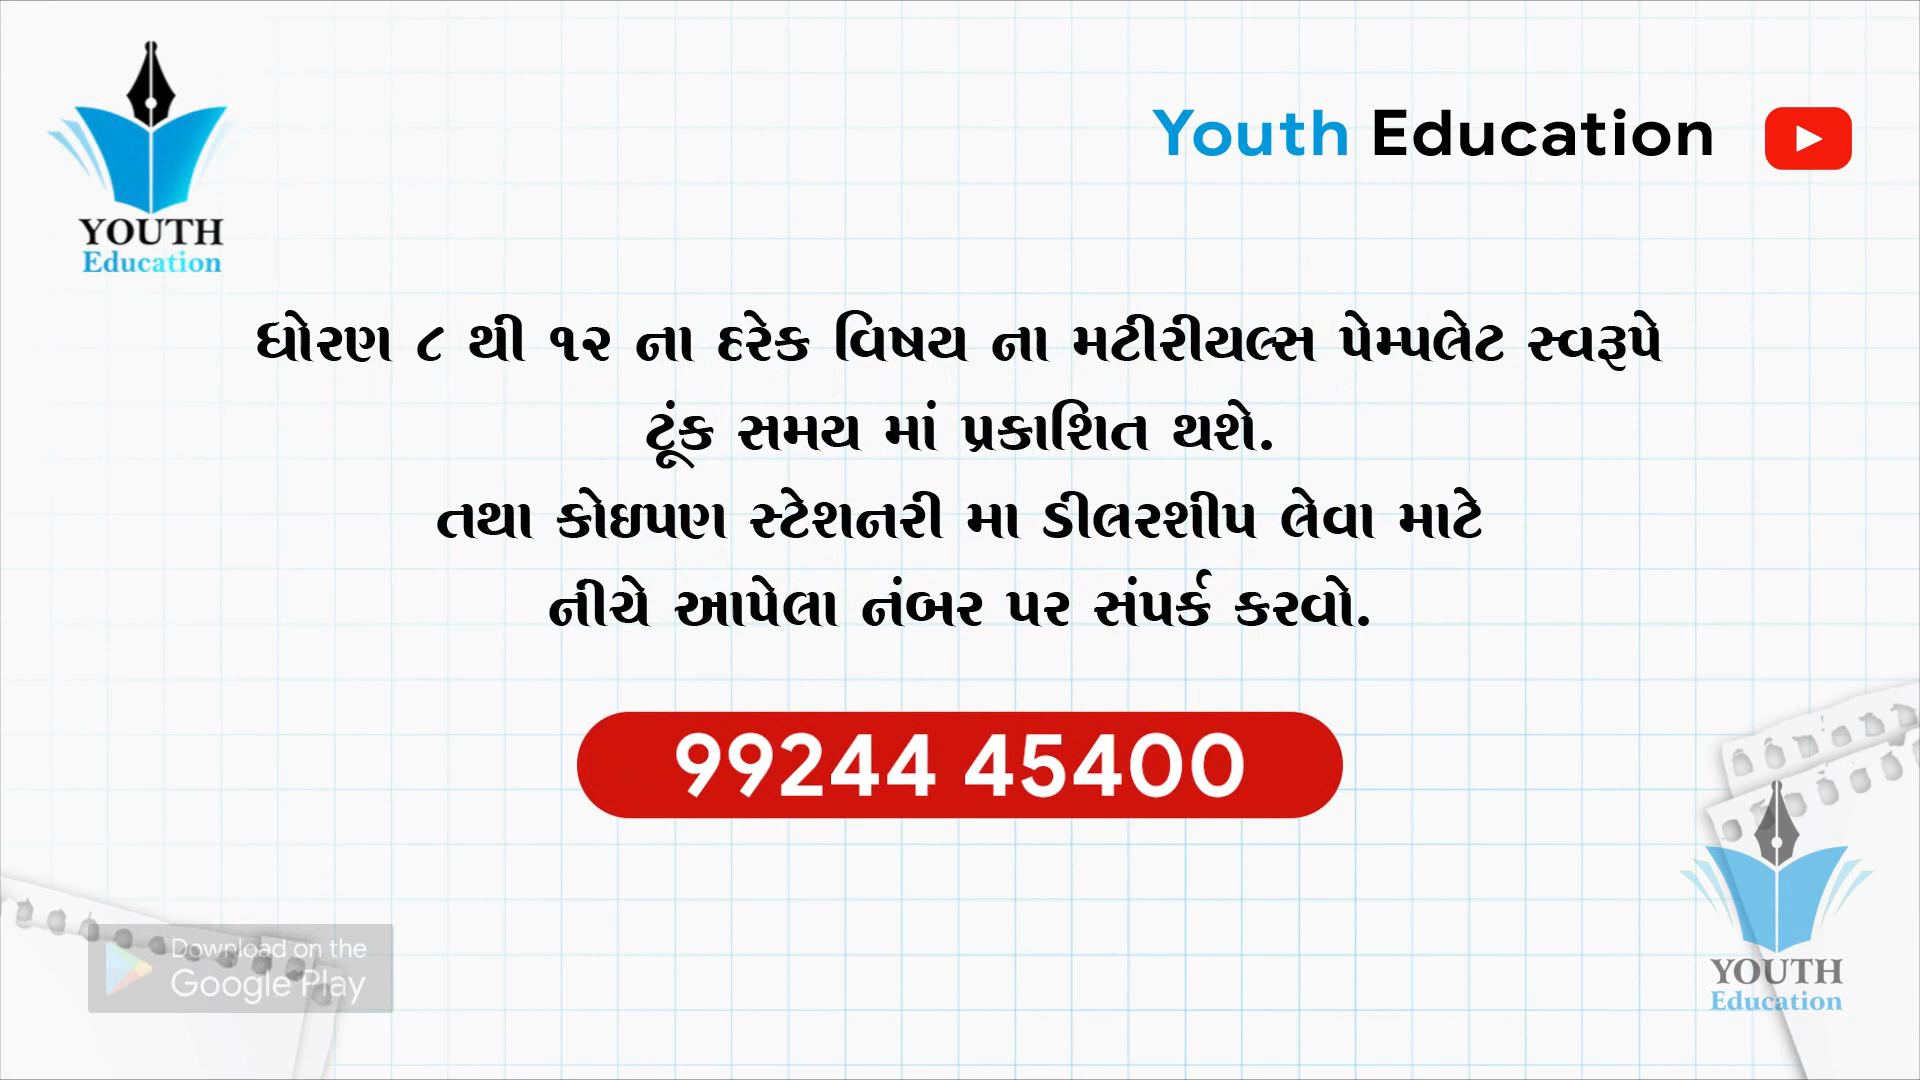 YOUTH
Education
Youth Education
ધોરણ ૮ થી ૧૨ ના દરેક વિષય ના મટીરીયલ્સ પેમ્પલેટ સ્વરૂપે
ટૂંક સમય માં પ્રકાશિત થશે.
તથા કોઇપણ સ્ટેશનરી મા ડીલરશીપ લેવા માટે
નીચે આપેલા નંબર પર સંપર્ક કરવો.
99244 45400
Download on the
Google Play
YOUTH
Education